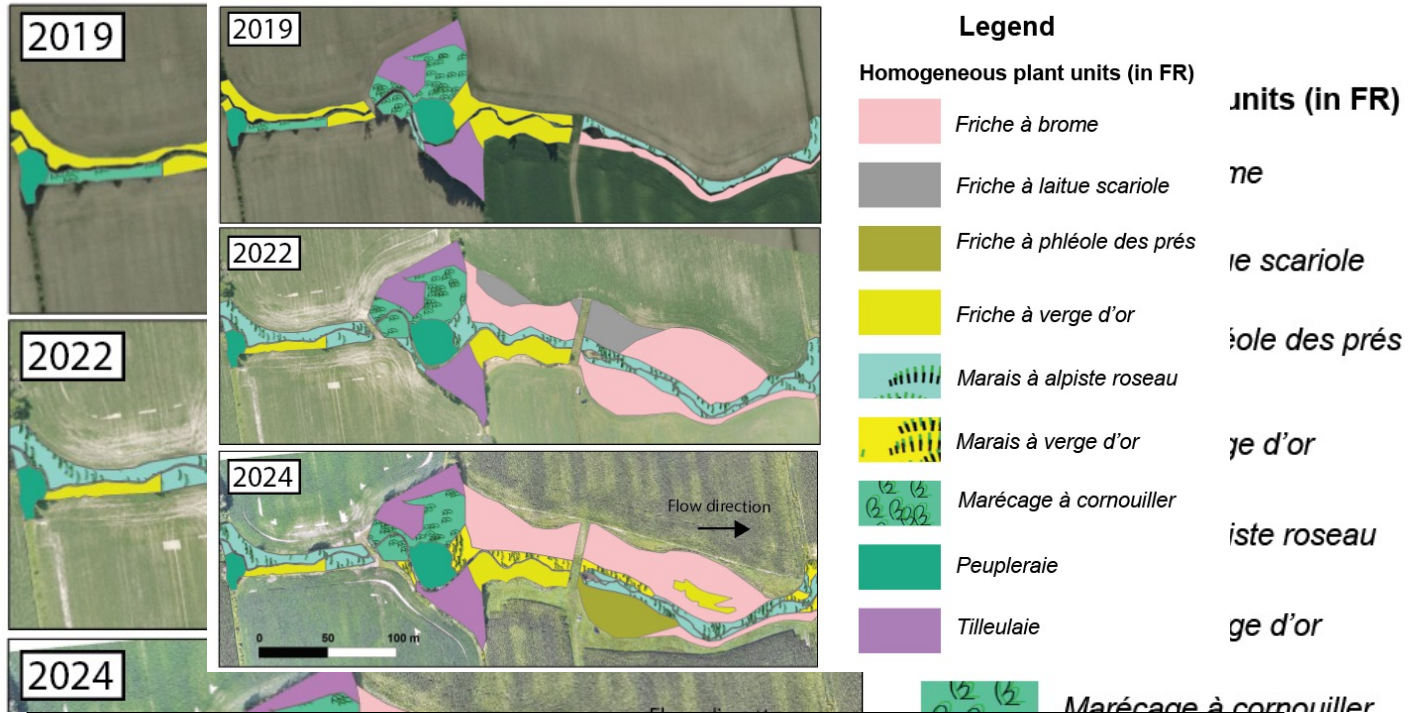 2019
2022
2024
2019
2022
2024
Flow direction
0 50 100 m
Legend
Homogeneous plant units (in FR)
Friche à brome
Friche à laitue scariole
Friche à phléole des prés
Friche à verge d'or
Marais à alpiste roseau
Marais à verge d'or
Marécage à cornouiller
Peupleraie
Tilleulaie
units (in FR)
me
ue scariole
éole des prés
ge d'or
iste roseau
ge d'or
Marécage à cornouiller